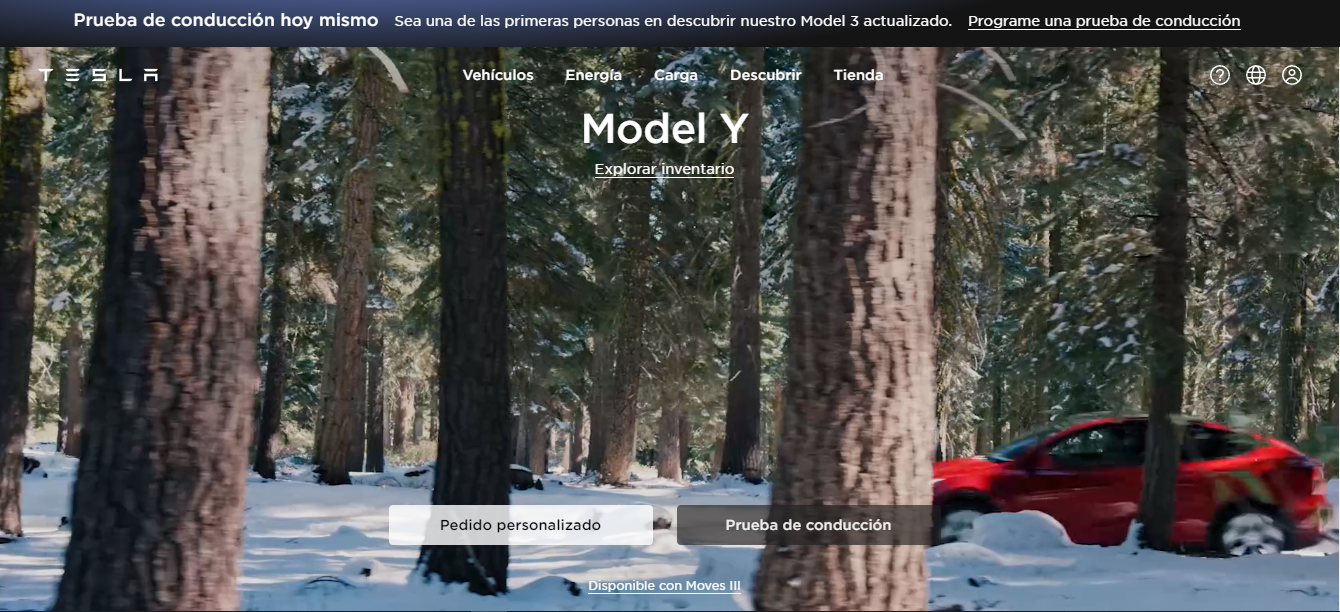 Prueba de conducción hoy mismo Sea una de las primeras personas en descubrir nuestro Model 3 actualizado. Programe una prueba de conducción
TESLA Vehículos Energía Carga Descubrir Tienda
Model Y
Explorar inventario
Pedido personalizado Prueba de conducción
Disponible con Moves III